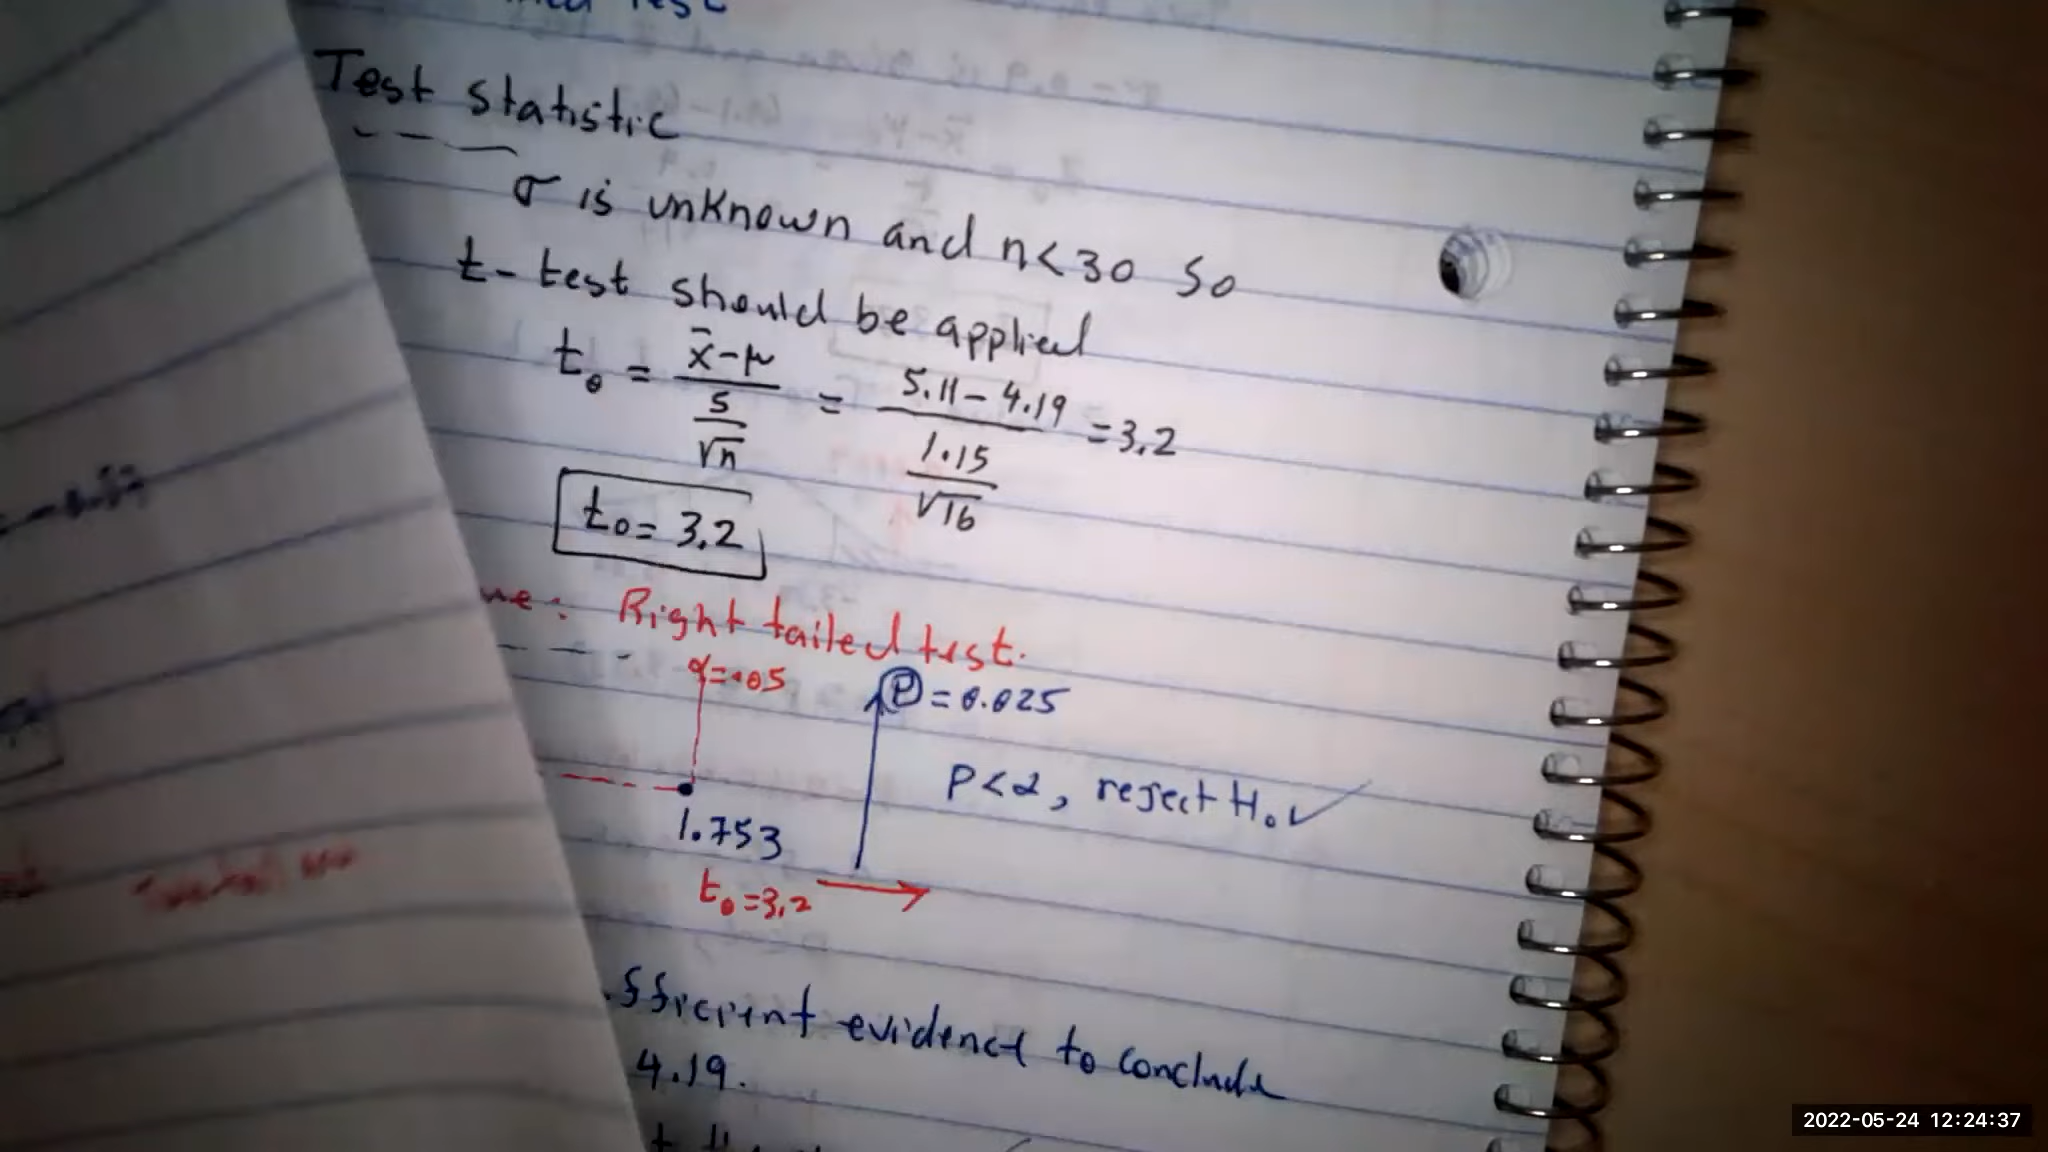 Test
Test statistic
σ is unknown and n<30 so
t-test should be applied
t₀ = x̄-μ / s/√n = 5.11-4.19 / 1.15/√16 =3.2
t₀= 3.2
Right tailed test.
α=.05
P = 0.025
P<α, reject H₀ ✓
1.753
t₀=3.2
evidence to conclude
4.19.
2022-05-24 12:24:37